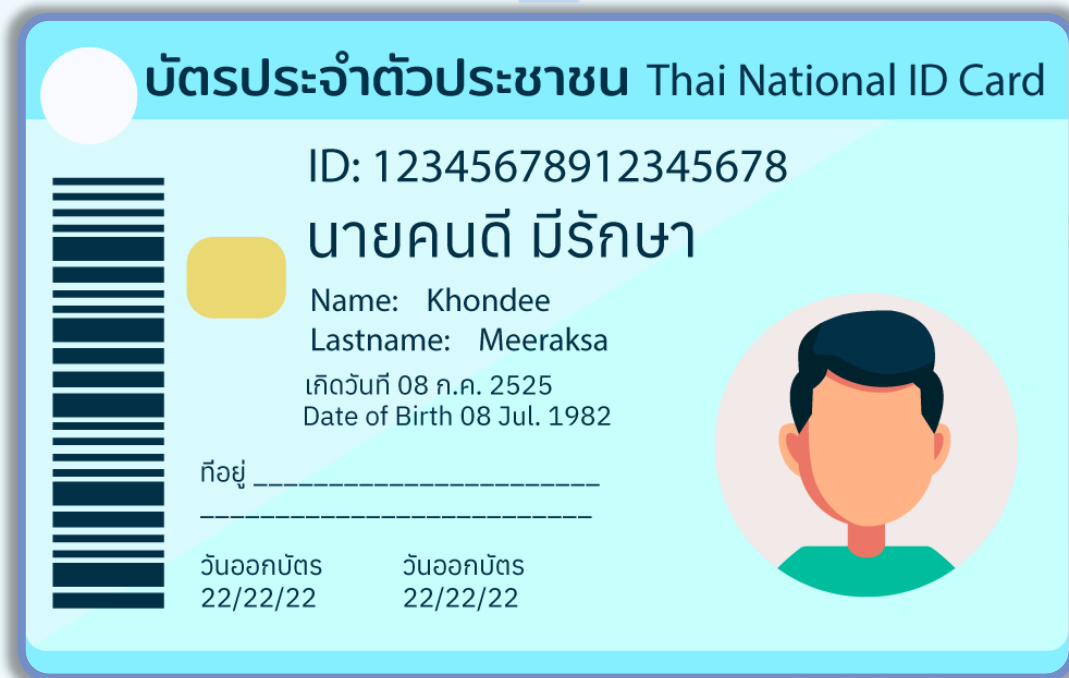 บัตรประจำตัวประชาชน Thai National ID Card
ID: 12345678912345678
นายคนดี มีรักษา
Name: Khondee
Lastname: Meeraksa
เกิดวันที่ 08 ก.ค. 2525
Date of Birth 08 Jul. 1982
ที่อยู่ _______________________
__________________________
วันออกบัตร วันออกบัตร
22/22/22 22/22/22